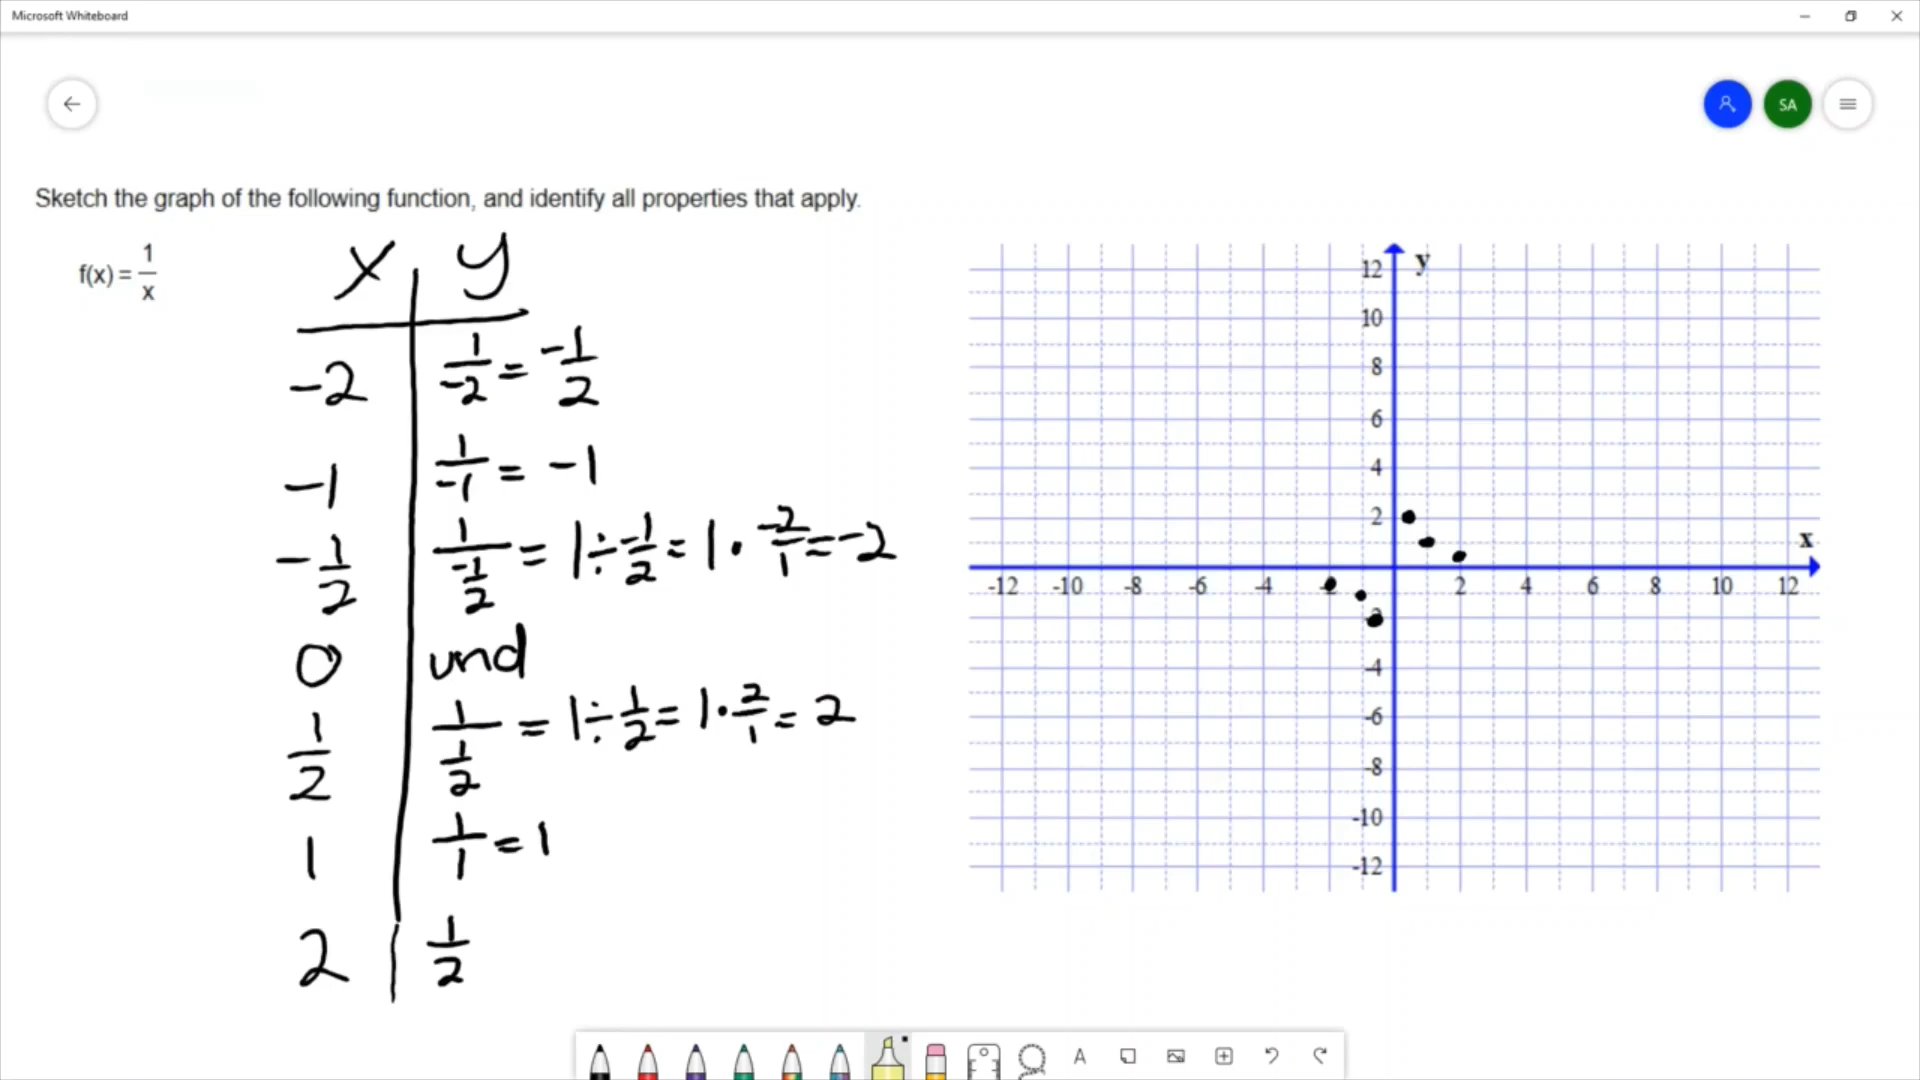 Microsoft Whiteboard
SA
Sketch the graph of the following function, and identify all properties that apply.
f(x) = 1/x
x | y
-2 | 1/-2 = -1/2
-1 | 1/-1 = -1
-1/2 | 1/(-1/2) = 1 ÷ -1/2 = 1 · -2/1 = -2
0 | und
1/2 | 1/(1/2) = 1 ÷ 1/2 = 1 · 2/1 = 2
1 | 1/1 = 1
2 | 1/2
y
12
10
8
6
4
2
x
-12 -10 -8 -6 -4 -2 2 4 6 8 10 12
-2
-4
-6
-8
-10
-12
A